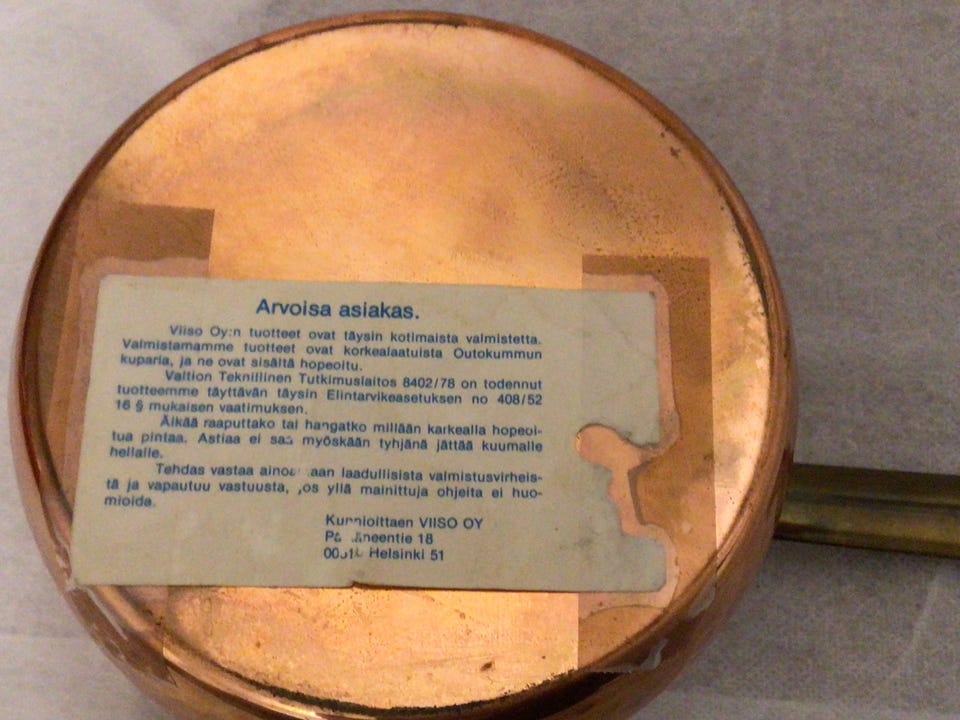 Arvoisa asiakas.
Viiso Oy:n tuotteet ovat täysin kotimaista valmistetta.
Valmistamamme tuotteet ovat korkealaatuista Outokummun
kuparia, ja ne ovat sisältä hopeoitu.
Valtion Teknillinen Tutkimuslaitos 8402/78 on todennut
tuotteemme täyttävän täysin Elintarvikeasetuksen no 408/52
16 § mukaisen vaatimuksen.
Älkää raaputtako tai hangatko millään karkealla hopeoi-
tua pintaa. Astiaa ei saa myöskään tyhjänä jättää kuumalle
hellalle.
Tehdas vastaa laadullisista valmistusvirheis-
tä ja vapautuu vastuusta, jos yllä mainittuja ohjeita ei huo-
mioida.
Kunnioittaen VIISO OY
18
Helsinki 51